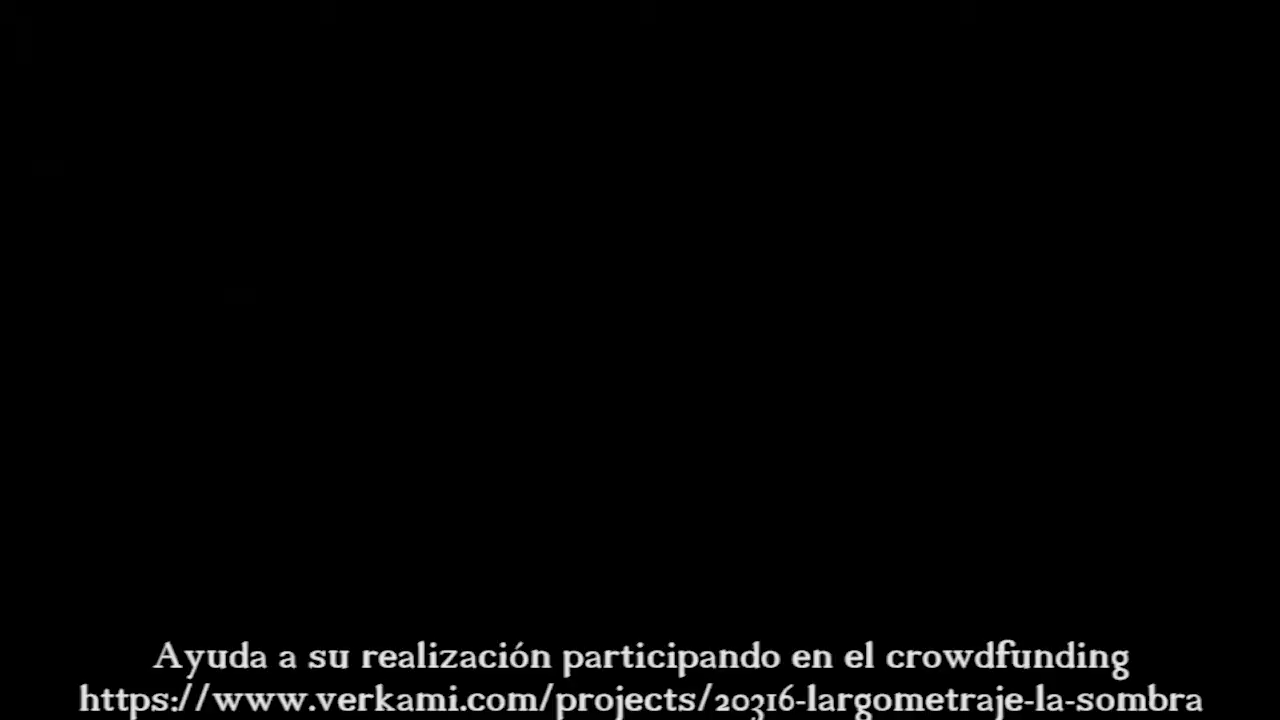 Ayuda a su realización participando en el crowdfunding
https://www.verkami.com/projects/20316-largometraje-la-sombra